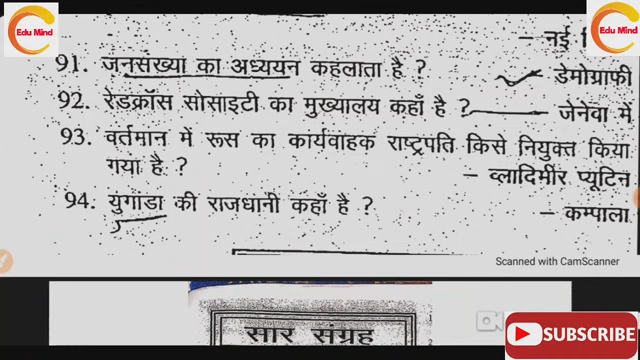 Edu Mind
Edu Mind
– नई
91. जनसंख्या का अध्ययन कहलाता है ?
डेमोग्राफी
92. रेडक्रॉस सोसाइटी का मुख्यालय कहाँ है ?
जेनेवा में
93. वर्तमान में रूस का कार्यवाहक राष्ट्रपति किसे नियुक्त किया
गया है ?
– व्लादिमीर प्यूटिन
94. युगाडा की राजधानी कहाँ है ?
– कम्पाला
Scanned with CamScanner
सार संग्रह
SUBSCRIBE